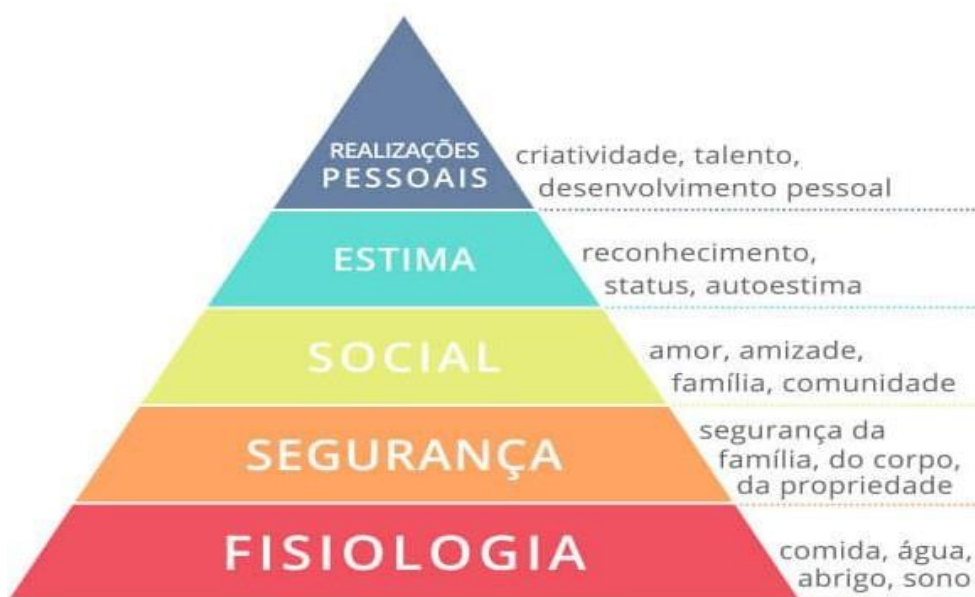 REALIZAÇÕES
PESSOAIS
criatividade, talento,
desenvolvimento pessoal
ESTIMA
reconhecimento,
status, autoestima
SOCIAL
amor, amizade,
família, comunidade
SEGURANÇA
segurança da
família, do corpo,
da propriedade
FISIOLOGIA
comida, água,
abrigo, sono